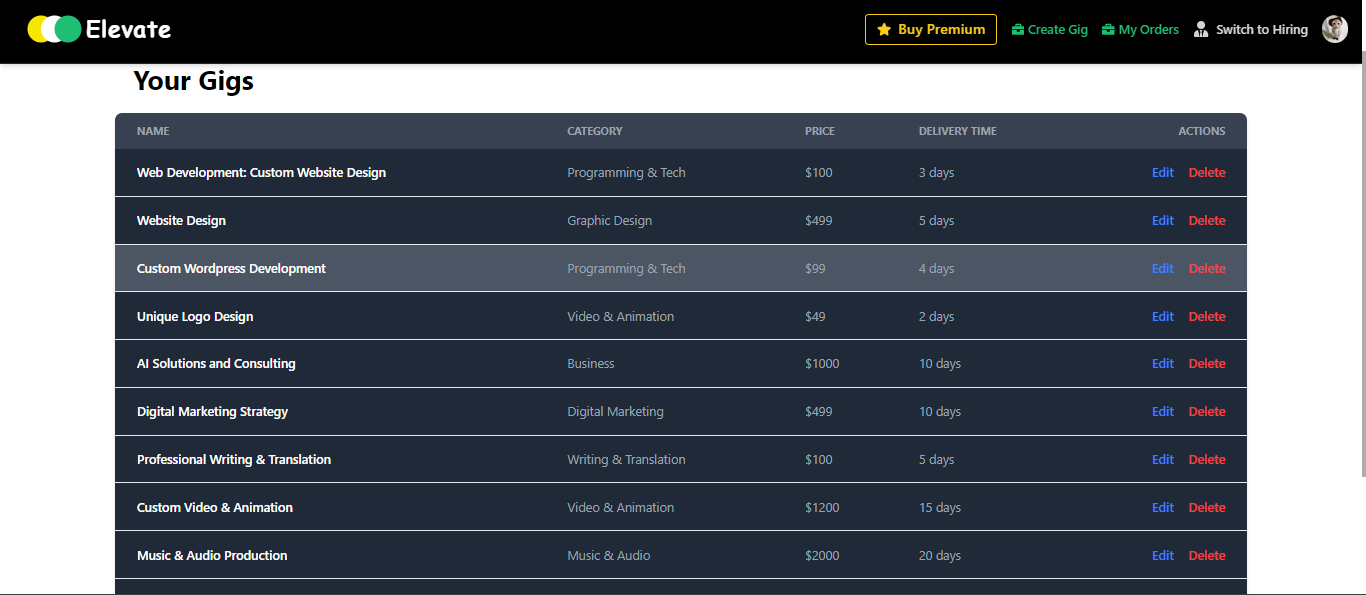 Elevate
Buy Premium Create Gig My Orders Switch to Hiring
Your Gigs
NAME CATEGORY PRICE DELIVERY TIME ACTIONS
Web Development: Custom Website Design Programming & Tech $100 3 days Edit Delete
Website Design Graphic Design $499 5 days Edit Delete
Custom Wordpress Development Programming & Tech $99 4 days Edit Delete
Unique Logo Design Video & Animation $49 2 days Edit Delete
AI Solutions and Consulting Business $1000 10 days Edit Delete
Digital Marketing Strategy Digital Marketing $499 10 days Edit Delete
Professional Writing & Translation Writing & Translation $100 5 days Edit Delete
Custom Video & Animation Video & Animation $1200 15 days Edit Delete
Music & Audio Production Music & Audio $2000 20 days Edit Delete